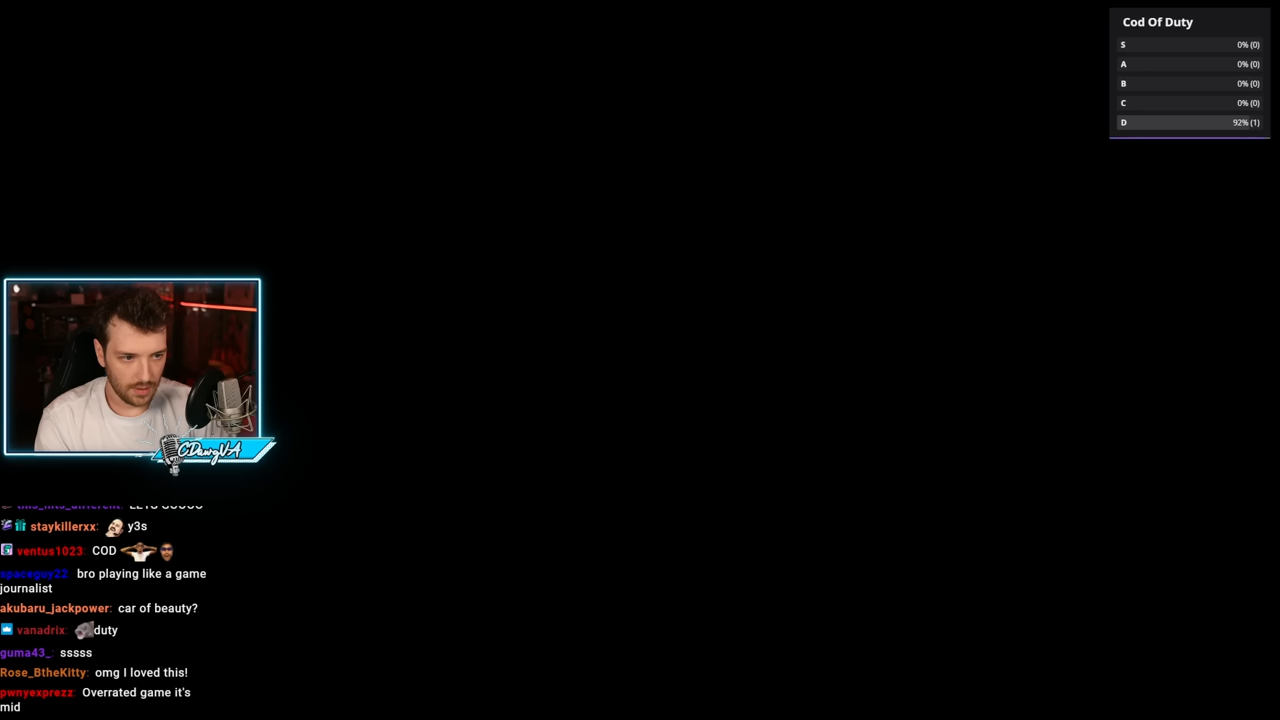 Cod Of Duty
S 0% (0)
A 0% (0)
B 0% (0)
C 0% (0)
D 92% (1)
CDawgVA
staykillerxx: y3s
ventus1023: COD
spaceguy22: bro playing like a game
journalist
akubaru_jackpower: car of beauty?
vanadrix: duty
guma43_: sssss
Rose_BtheKitty: omg I loved this!
pwnyexprezz: Overrated game it's
mid